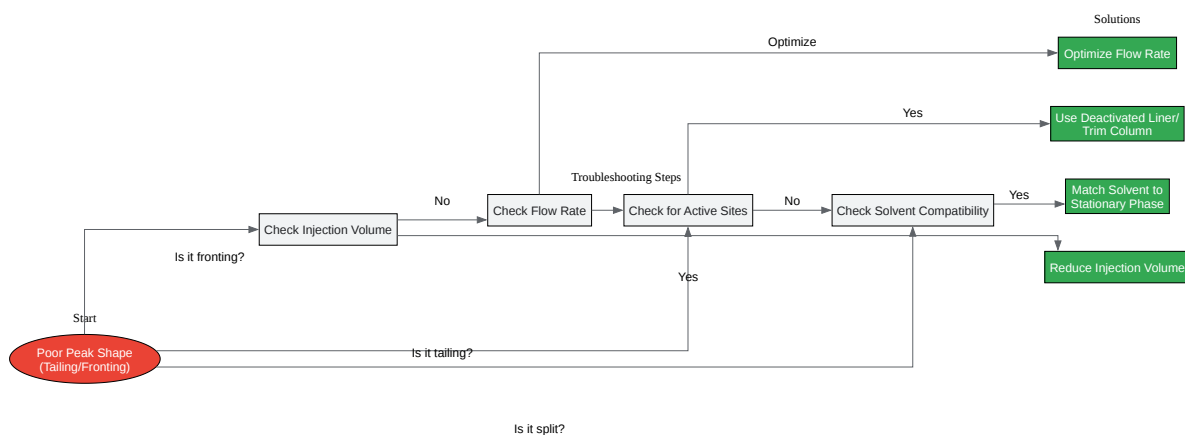 Solutions
Optimize
Optimize Flow Rate
Yes
Use Deactivated Liner/
Trim Column
Troubleshooting Steps
Match Solvent to
Stationary Phase
No
Check Flow Rate
Check for Active Sites
No
Check Solvent Compatibility
Yes
Check Injection Volume
Is it fronting?
Reduce Injection Volume
Yes
Start
Poor Peak Shape
(Tailing/Fronting)
Is it tailing?
Is it split?